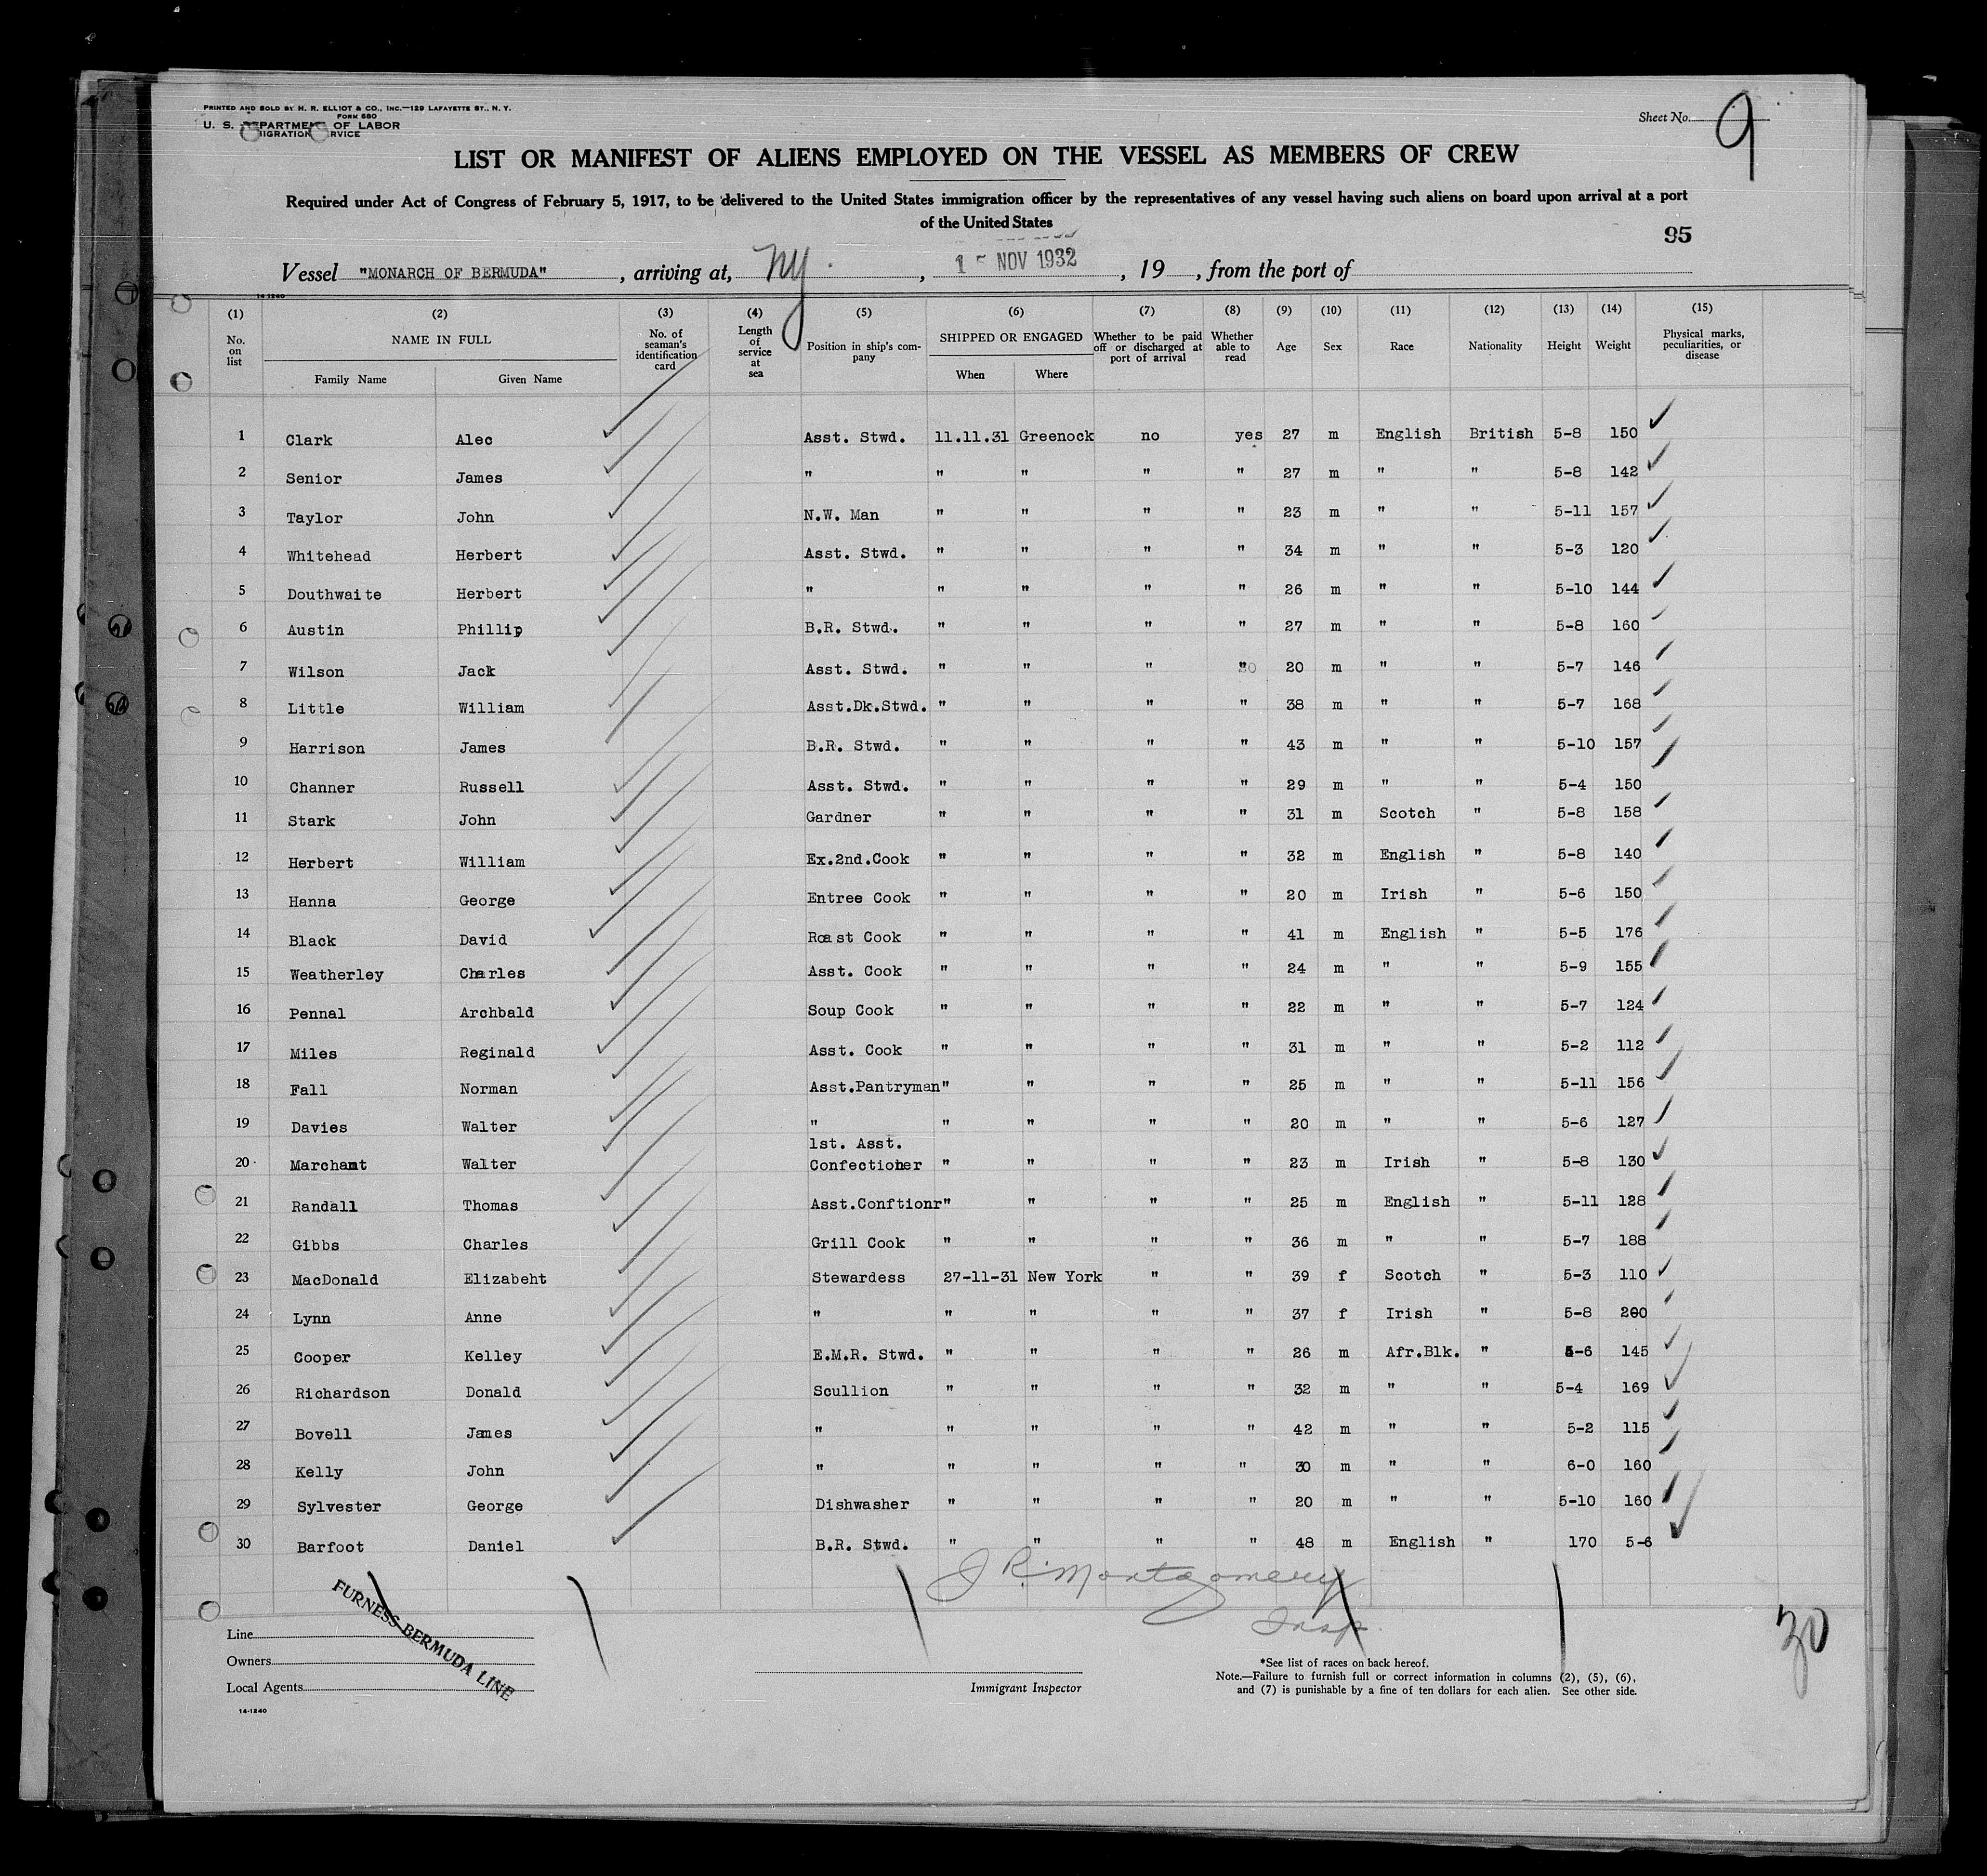 PRINTED AND SOLD BY H. R. ELLIOT & CO., INC.—129 LAFAYETTE ST., N. Y.
FORM 680
U. S. DEPARTMENT OF LABOR
IMMIGRATION SERVICE
Sheet No. 9
LIST OR MANIFEST OF ALIENS EMPLOYED ON THE VESSEL AS MEMBERS OF CREW
Required under Act of Congress of February 5, 1917, to be delivered to the United States immigration officer by the representatives of any vessel having such aliens on board upon arrival at a port
of the United States
95
Vessel "MONARCH OF BERMUDA", arriving at, NY, NOV 1932, 19 , from the port of
14-1240
(1) (2) (3) (4) (5) (6) (7) (8) (9) (10) (11) (12) (13) (14) (15)
No. on list NAME IN FULL Family Name Given Name No. of seaman's identification card Length of service at sea Position in ship's company SHIPPED OR ENGAGED When Where Whether to be paid off or discharged at port of arrival Whether able to read Age Sex Race Nationality Height Weight Physical marks, peculiarities, or disease
1 Clark Alec Asst. Stwd. 11.11.31 Greenock no yes 27 m English British 5-8 150
2 Senior James " " " " " 27 m " " 5-8 142
3 Taylor John N.W. Man " " " " 23 m " " 5-11 157
4 Whitehead Herbert Asst. Stwd. " " " " 34 m " " 5-3 120
5 Douthwaite Herbert " " " " " 26 m " " 5-10 144
6 Austin Phillip B.R. Stwd. " " " " 27 m " " 5-8 160
7 Wilson Jack Asst. Stwd. " " " " 20 m " " 5-7 146
8 Little William Asst.Dk.Stwd. " " " " 38 m " " 5-7 168
9 Harrison James B.R. Stwd. " " " " 43 m " " 5-10 157
10 Channer Russell Asst. Stwd. " " " " 29 m " " 5-4 150
11 Stark John Gardner " " " " 31 m Scotch " 5-8 158
12 Herbert William Ex.2nd.Cook " " " " 32 m English " 5-8 140
13 Hanna George Entree Cook " " " " 20 m Irish " 5-6 150
14 Black David Roast Cook " " " " 41 m English " 5-5 176
15 Weatherley Charles Asst. Cook " " " " 24 m " " 5-9 155
16 Pennal Archbald Soup Cook " " " " 22 m " " 5-7 124
17 Miles Reginald Asst. Cook " " " " 31 m " " 5-2 112
18 Fall Norman Asst.Pantryman " " " " 25 m " " 5-11 156
19 Davies Walter " " " " " 20 m " " 5-6 127
20 Marchant Walter 1st. Asst. Confectioner " " " " 23 m Irish " 5-8 130
21 Randall Thomas Asst.Conftionr " " " " 25 m English " 5-11 128
22 Gibbs Charles Grill Cook " " " " 36 m " " 5-7 188
23 MacDonald Elizabeht Stewardess 27-11-31 New York " " 39 f Scotch " 5-3 110
24 Lynn Anne " " " " " 37 f Irish " 5-8 200
25 Cooper Kelley E.M.R. Stwd. " " " " 26 m Afr.Blk. " 5-6 145
26 Richardson Donald Scullion " " " " 32 m " " 5-4 169
27 Bovell James " " " " " 42 m " " 5-2 115
28 Kelly John " " " " " 30 m " " 6-0 160
29 Sylvester George Dishwasher " " " " 20 m " " 5-10 160
30 Barfoot Daniel B.R. Stwd. " " " " 48 m English " 170 5-6
J R. Montgomery
Insp.
30
Line
Owners
Local Agents
FURNESS BERMUDA LINE
Immigrant Inspector
*See list of races on back hereof.
Note.—Failure to furnish full or correct information in columns (2), (5), (6),
and (7) is punishable by a fine of ten dollars for each alien. See other side.
14-1240